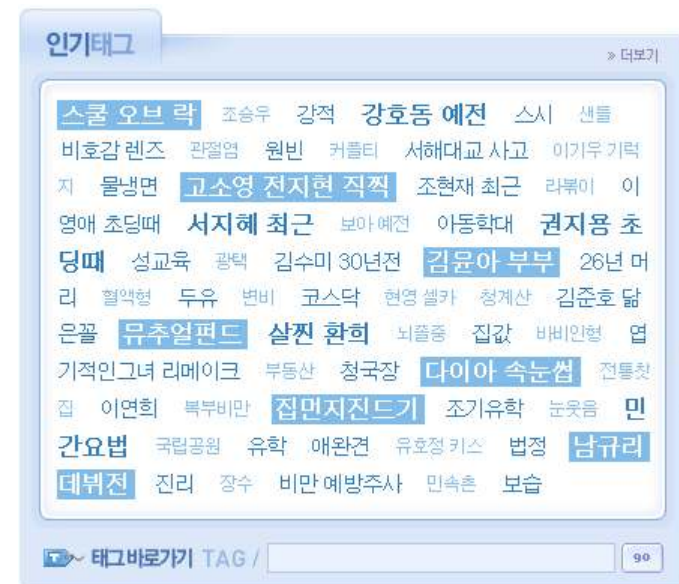 인기태그
» 더보기
스쿨 오브 락 조승우 강적 강호동 예전 스시 샌들
비호감 렌즈 관절염 원빈 커플티 서해대교 사고 이기우 기럭
지 물냉면 고소영 전지현 직찍 조현재 최근 라볶이 이
영애 초딩때 서지혜 최근 보아 예전 아동학대 권지용 초
딩때 성교육 광택 김수미 30년전 김윤아 부부 26년 머
리 혈액형 두유 변비 코스닥 현영 셀카 청계산 김준호 닮
은꼴 뮤추얼펀드 살찐 환희 뇌졸중 집값 바비인형 엽
기적인그녀 리메이크 부동산 청국장 다이아 속눈썹 전통찻
집 이연희 복부비만 집먼지진드기 조기유학 눈웃음 민
간요법 국립공원 유학 애완견 유호정 키스 법정 남규리
데뷔전 진리 장수 비만 예방주사 민속촌 보습
태그바로가기 TAG / go